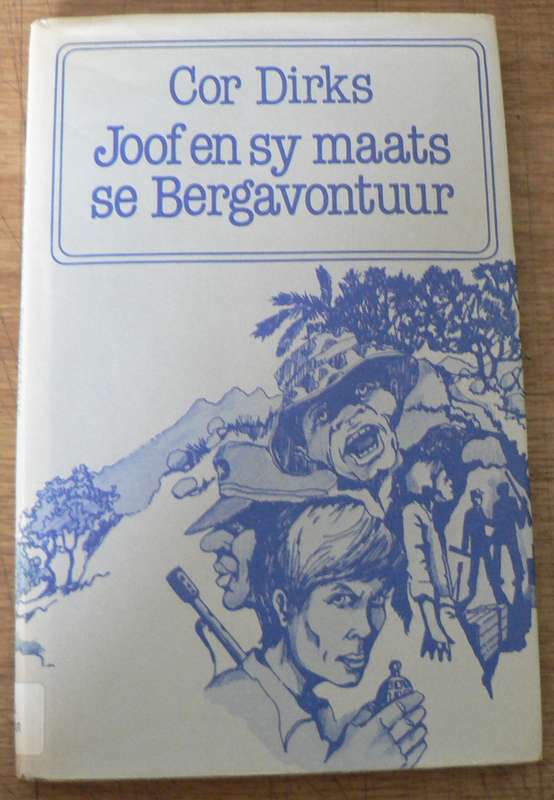 Cor Dirks
Joof en sy maats
se Bergavontuur